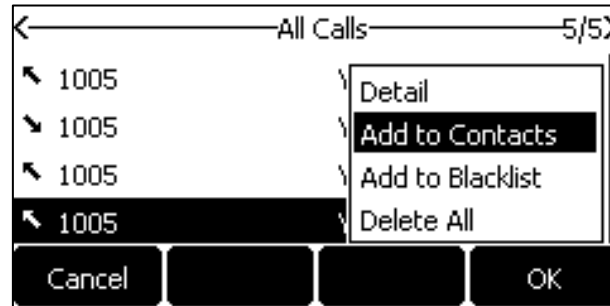 All Calls 5/5
1005
1005
1005
1005
Detail
Add to Contacts
Add to Blacklist
Delete All
Cancel OK